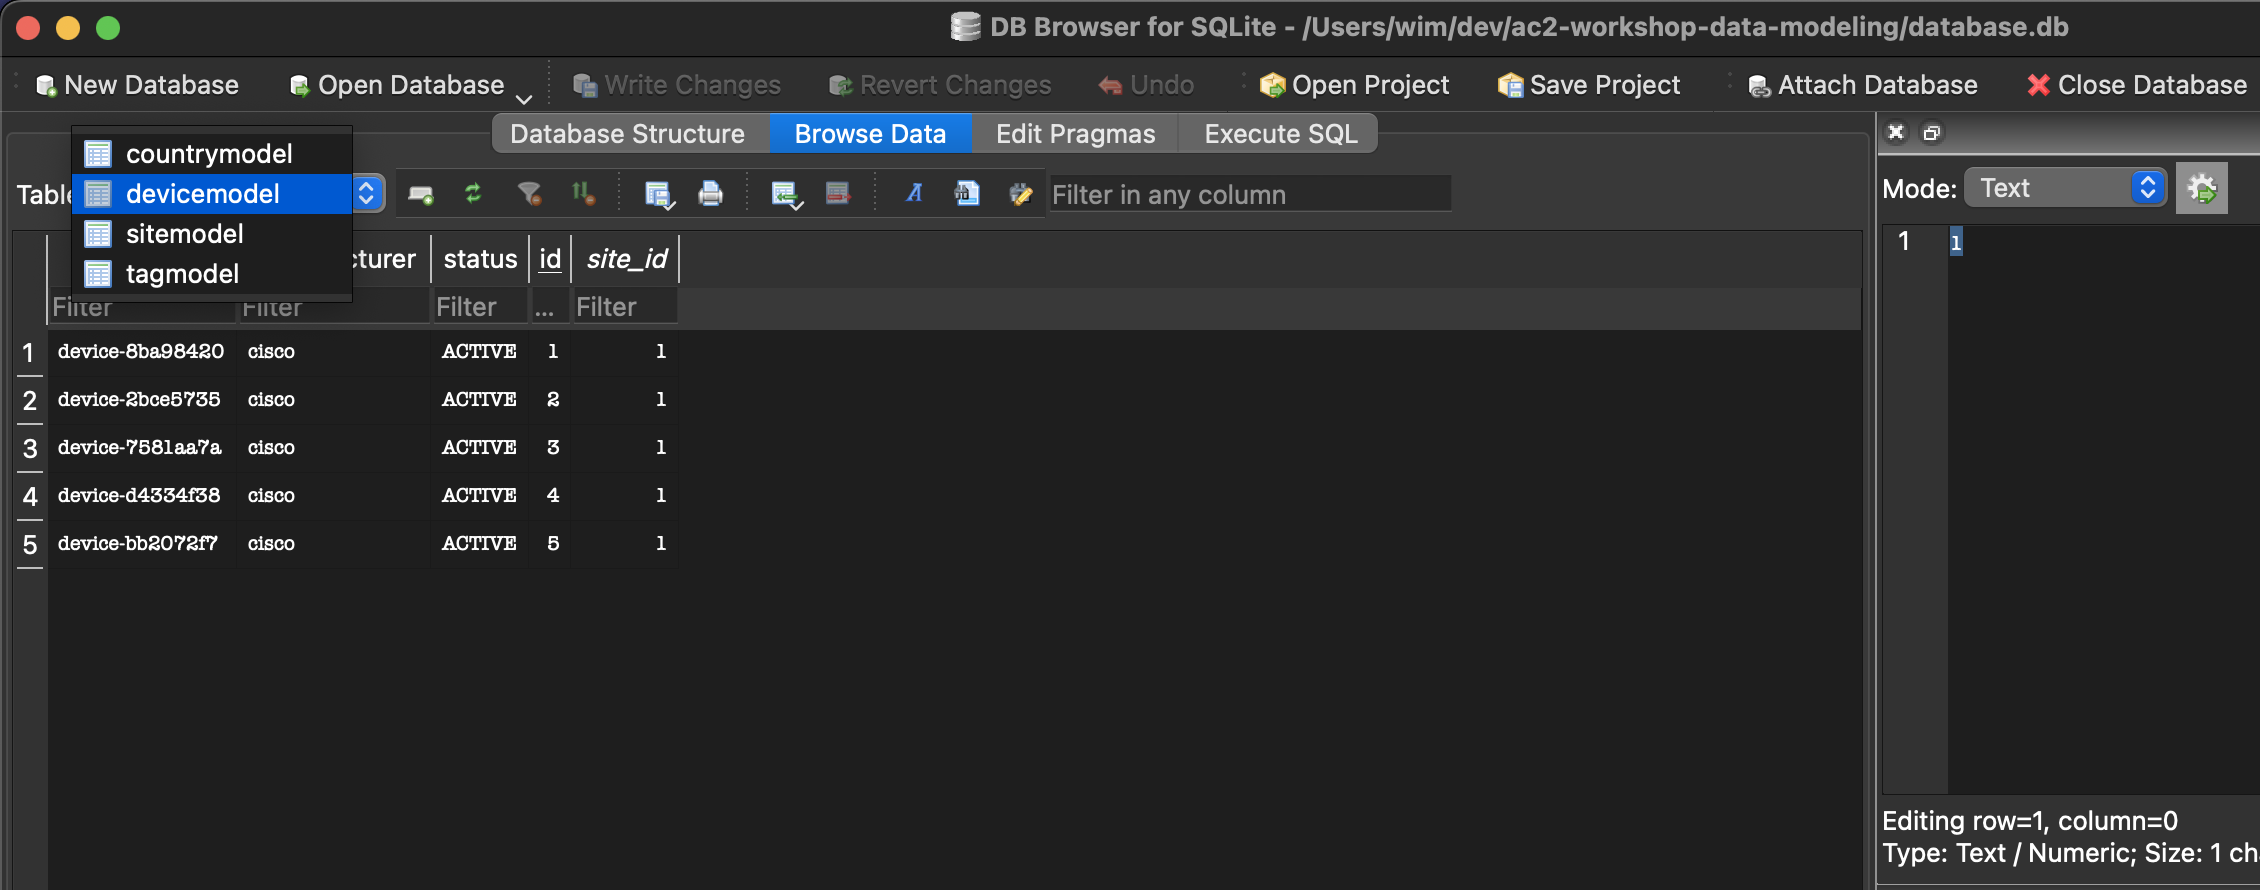 DB Browser for SQLite - /Users/wim/dev/ac2-workshop-data-modeling/database.db
New Database Open Database Write Changes Revert Changes Undo Open Project Save Project Attach Database Close Database
Database Structure Browse Data Edit Pragmas Execute SQL
Table
countrymodel
devicemodel
sitemodel
tagmodel
Filter in any column
Mode: Text
1 1
cturer status id site_id
Filter Filter Filter ... Filter
1 device-8ba98420 cisco ACTIVE 1 1
2 device-2bce5735 cisco ACTIVE 2 1
3 device-7581aa7a cisco ACTIVE 3 1
4 device-d4334f38 cisco ACTIVE 4 1
5 device-bb2072f7 cisco ACTIVE 5 1
Editing row=1, column=0
Type: Text / Numeric; Size: 1 ch